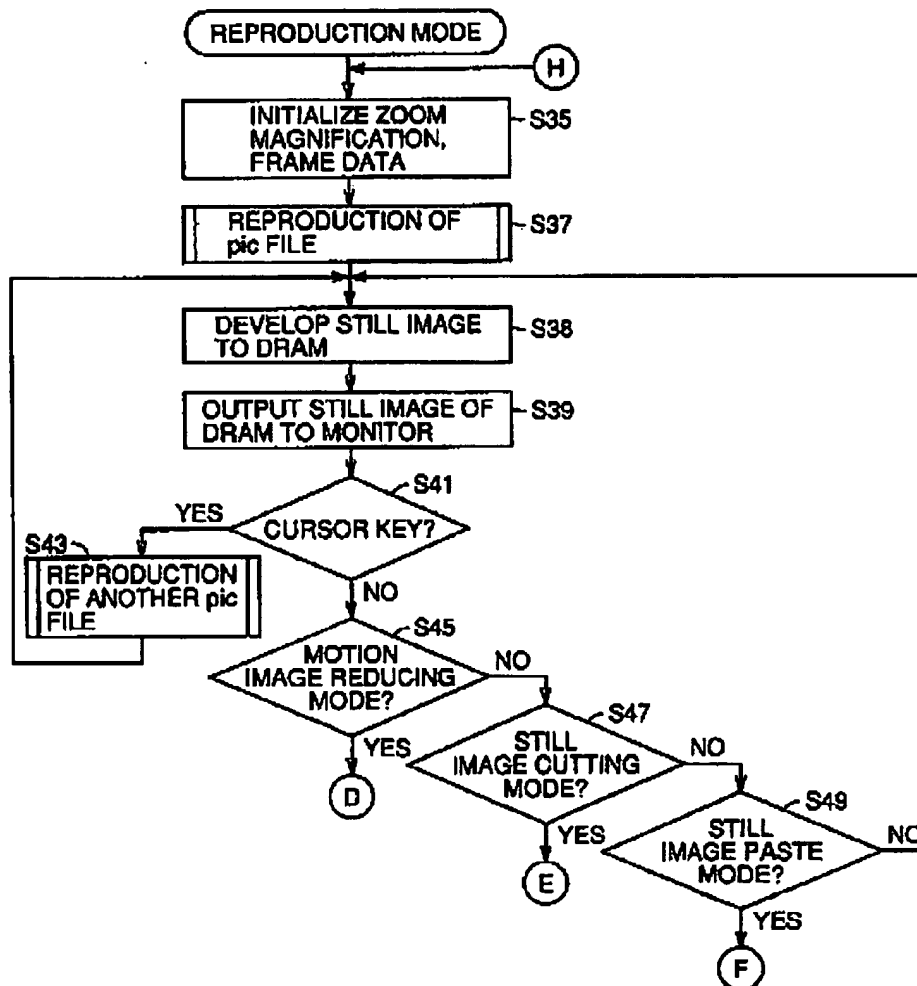 REPRODUCTION MODE
H
INITIALIZE ZOOM
MAGNIFICATION,
FRAME DATA
S35
REPRODUCTION OF
pic FILE
S37
DEVELOP STILL IMAGE
TO DRAM
S38
OUTPUT STILL IMAGE OF
DRAM TO MONITOR
S39
S41
CURSOR KEY?
YES
NO
S43
REPRODUCTION
OF ANOTHER pic
FILE
S45
MOTION
IMAGE REDUCING
MODE?
NO
YES
D
S47
STILL
IMAGE CUTTING
MODE?
NO
YES
E
S49
STILL
IMAGE PASTE
MODE?
NO
YES
F